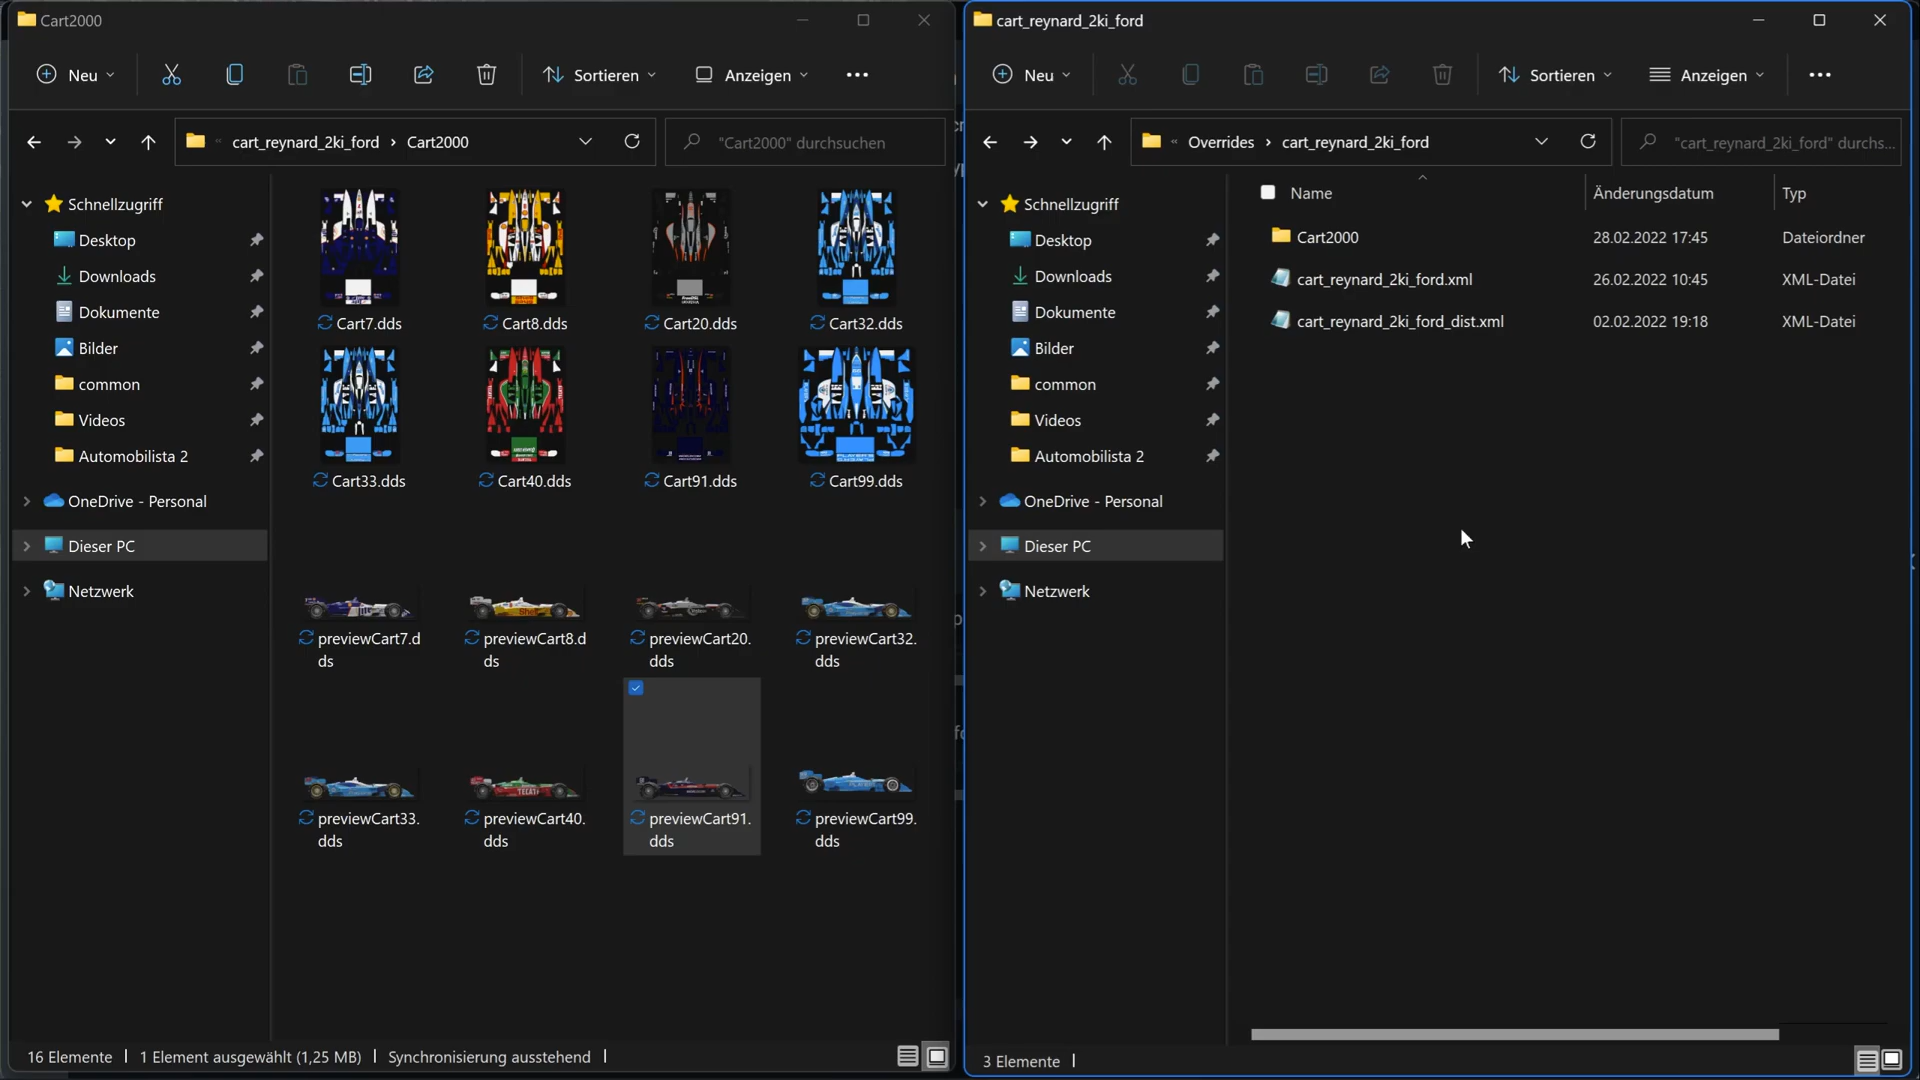 Cart2000
Neu
Sortieren
Anzeigen
cart_reynard_2ki_ford
Cart2000
"Cart2000" durchsuchen
Schnellzugriff
Desktop
Downloads
Dokumente
Bilder
common
Videos
Automobilista 2
OneDrive - Personal
Dieser PC
Netzwerk
Cart7.dds
Cart8.dds
Cart20.dds
Cart32.dds
Cart33.dds
Cart40.dds
Cart91.dds
Cart99.dds
previewCart7.d
ds
previewCart8.d
ds
previewCart20.
dds
previewCart32.
dds
previewCart33.
dds
previewCart40.
dds
previewCart91.
dds
previewCart99.
dds
16 Elemente
1 Element ausgewählt (1,25 MB)
Synchronisierung ausstehend
cart_reynard_2ki_ford
Neu
Sortieren
Anzeigen
Overrides
cart_reynard_2ki_ford
"cart_reynard_2ki_ford" durchs...
Schnellzugriff
Desktop
Downloads
Dokumente
Bilder
common
Videos
Automobilista 2
OneDrive - Personal
Dieser PC
Netzwerk
Name
Änderungsdatum
Typ
Cart2000
28.02.2022 17:45
Dateiordner
cart_reynard_2ki_ford.xml
26.02.2022 10:45
XML-Datei
cart_reynard_2ki_ford_dist.xml
02.02.2022 19:18
XML-Datei
3 Elemente